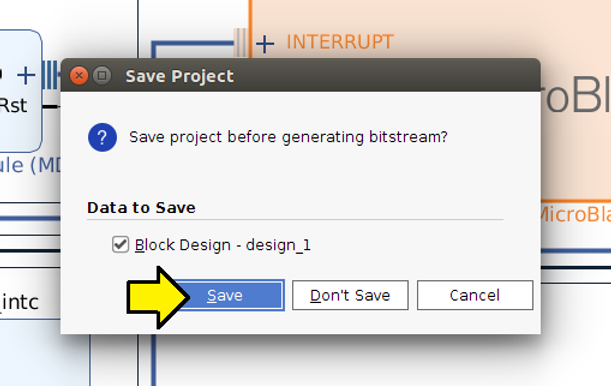 + INTERRUPT
+
Save Project
roBl
Rst
? Save project before generating bitstream?
ule (MD
Data to Save
MicroBla
Block Design - design_1
Save Don't Save Cancel
_intc